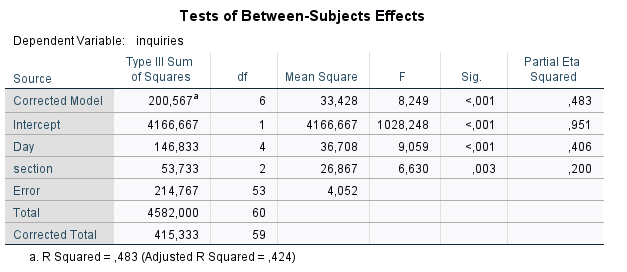 Tests of Between-Subjects Effects
Dependent Variable: inquiries
Source Type III Sum of Squares df Mean Square F Sig. Partial Eta Squared
Corrected Model 200,567a 6 33,428 8,249 <,001 ,483
Intercept 4166,667 1 4166,667 1028,248 <,001 ,951
Day 146,833 4 36,708 9,059 <,001 ,406
section 53,733 2 26,867 6,630 ,003 ,200
Error 214,767 53 4,052
Total 4582,000 60
Corrected Total 415,333 59
a. R Squared = ,483 (Adjusted R Squared = ,424)